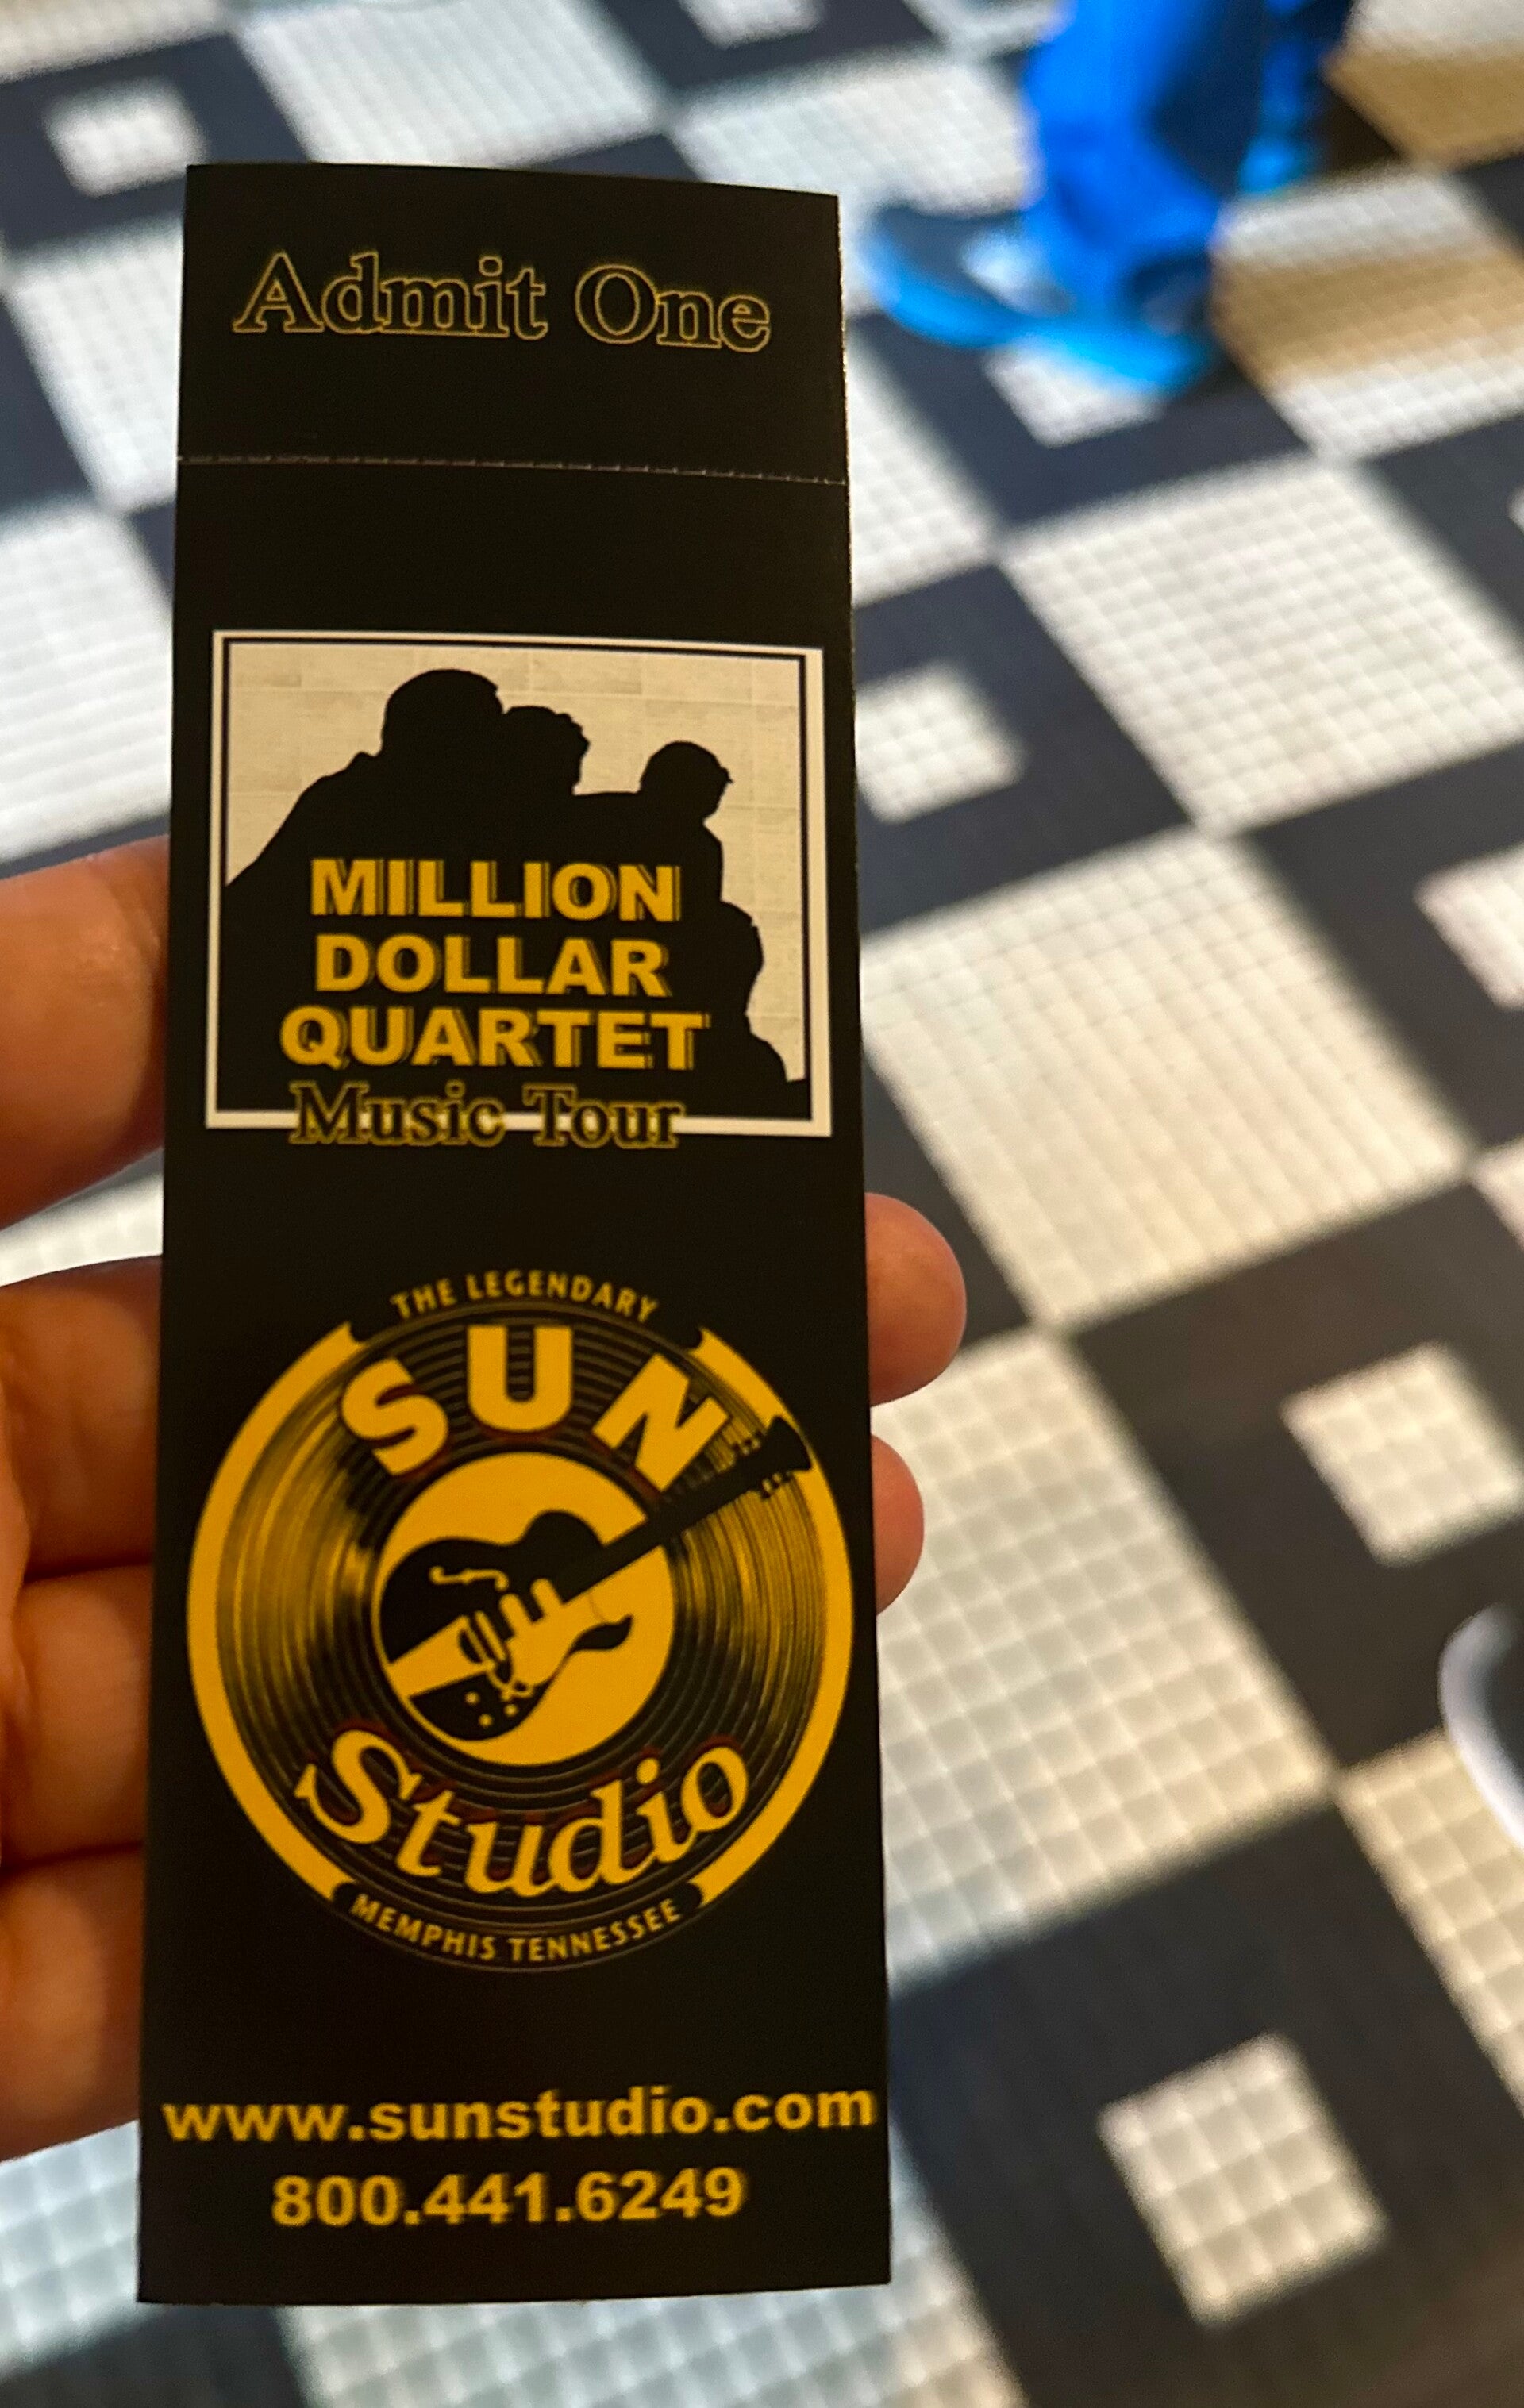 Admit One
MILLION
DOLLAR
QUARTET
Music Tour
THE LEGENDARY
SUN
Studio
MEMPHIS TENNESSEE
www.sunstudio.com
800.441.6249